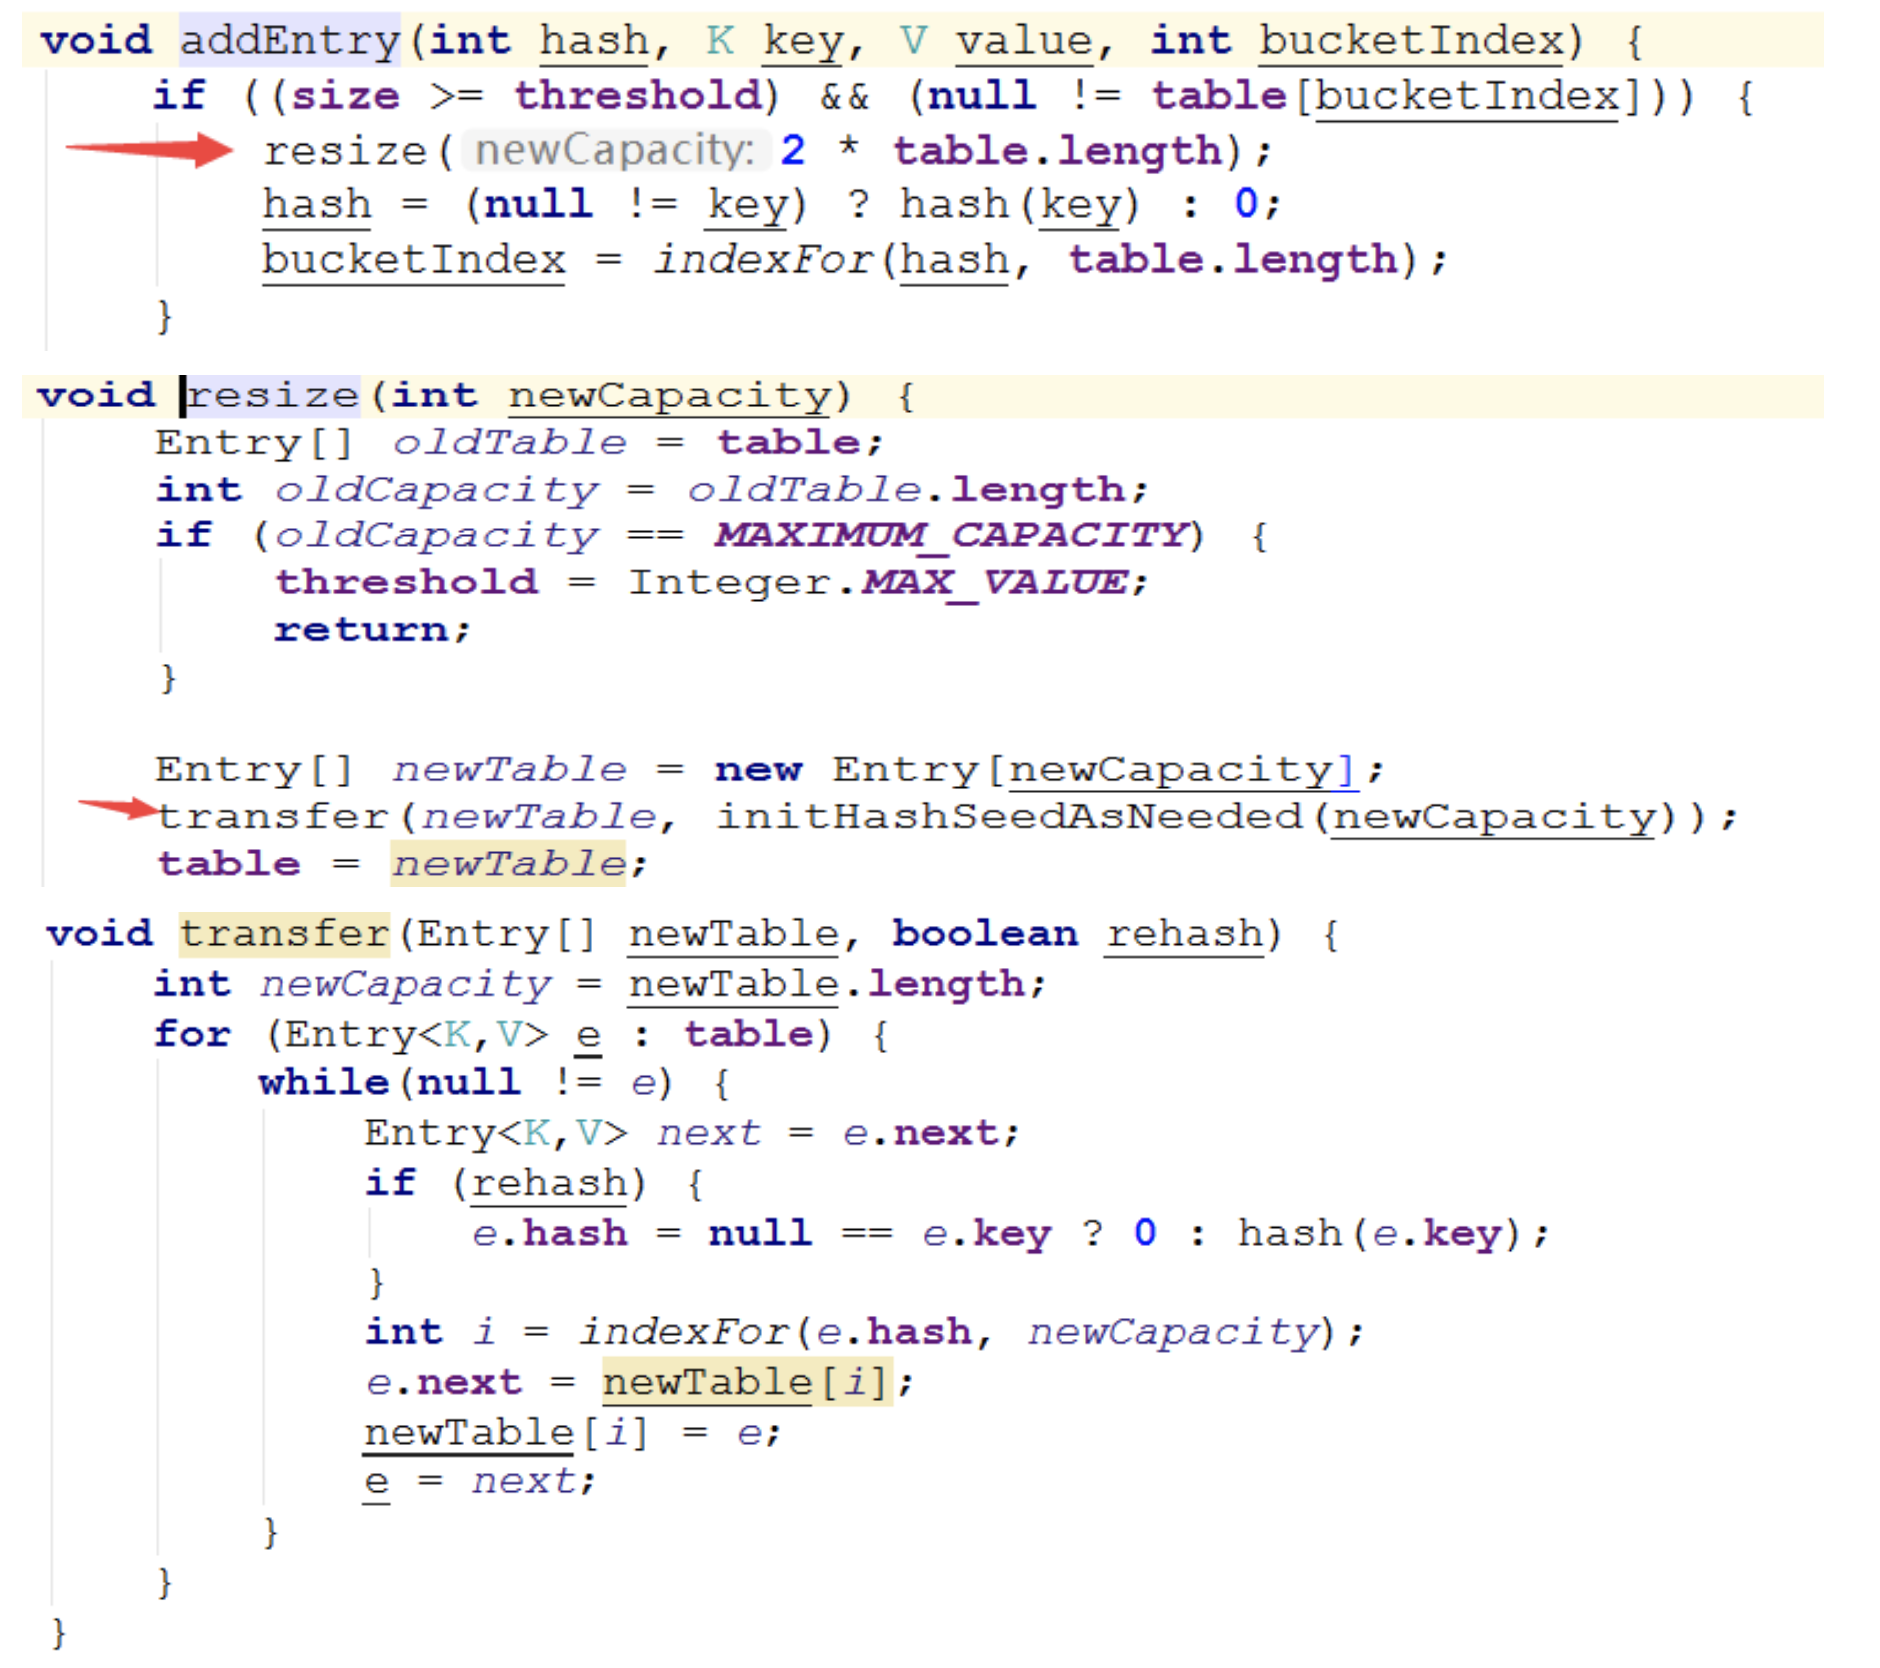 void addEntry(int hash, K key, V value, int bucketIndex) {
    if ((size >= threshold) && (null != table[bucketIndex])) {
        resize( newCapacity: 2 * table.length);
        hash = (null != key) ? hash(key) : 0;
        bucketIndex = indexFor(hash, table.length);
    }
void resize(int newCapacity) {
    Entry[] oldTable = table;
    int oldCapacity = oldTable.length;
    if (oldCapacity == MAXIMUM_CAPACITY) {
        threshold = Integer.MAX_VALUE;
        return;
    }
    Entry[] newTable = new Entry[newCapacity];
    transfer(newTable, initHashSeedAsNeeded(newCapacity));
    table = newTable;
void transfer(Entry[] newTable, boolean rehash) {
    int newCapacity = newTable.length;
    for (Entry<K,V> e : table) {
        while(null != e) {
            Entry<K,V> next = e.next;
            if (rehash) {
                e.hash = null == e.key ? 0 : hash(e.key);
            }
            int i = indexFor(e.hash, newCapacity);
            e.next = newTable[i];
            newTable[i] = e;
            e = next;
        }
    }
}